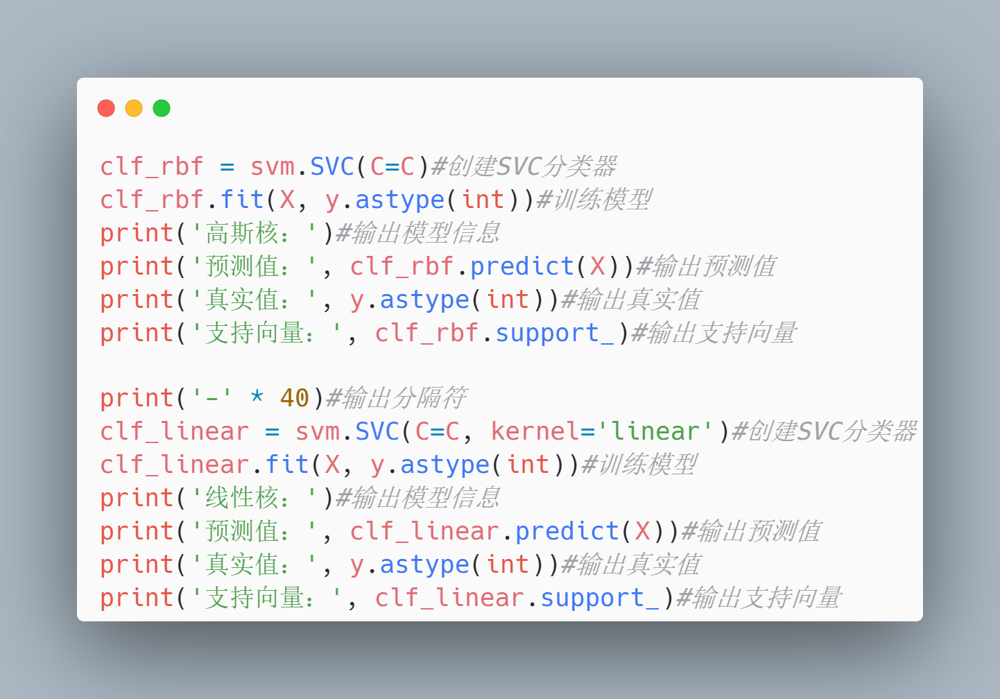 clf_rbf = svm.SVC(C=C)#创建SVC分类器
clf_rbf.fit(X, y.astype(int))#训练模型
print('高斯核：')#输出模型信息
print('预测值：', clf_rbf.predict(X))#输出预测值
print('真实值：', y.astype(int))#输出真实值
print('支持向量：', clf_rbf.support_)#输出支持向量
print('-' * 40)#输出分隔符
clf_linear = svm.SVC(C=C, kernel='linear')#创建SVC分类器
clf_linear.fit(X, y.astype(int))#训练模型
print('线性核：')#输出模型信息
print('预测值：', clf_linear.predict(X))#输出预测值
print('真实值：', y.astype(int))#输出真实值
print('支持向量：', clf_linear.support_)#输出支持向量